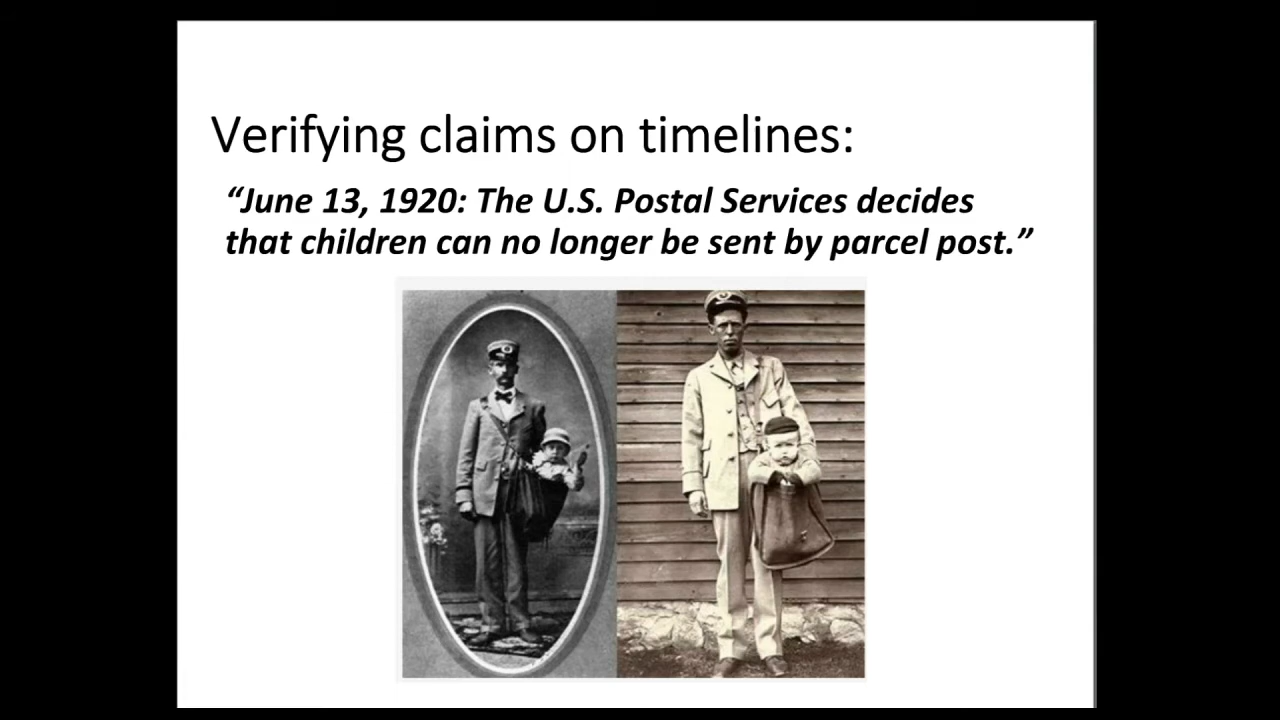 Verifying claims on timelines:
“June 13, 1920: The U.S. Postal Services decides
that children can no longer be sent by parcel post.”